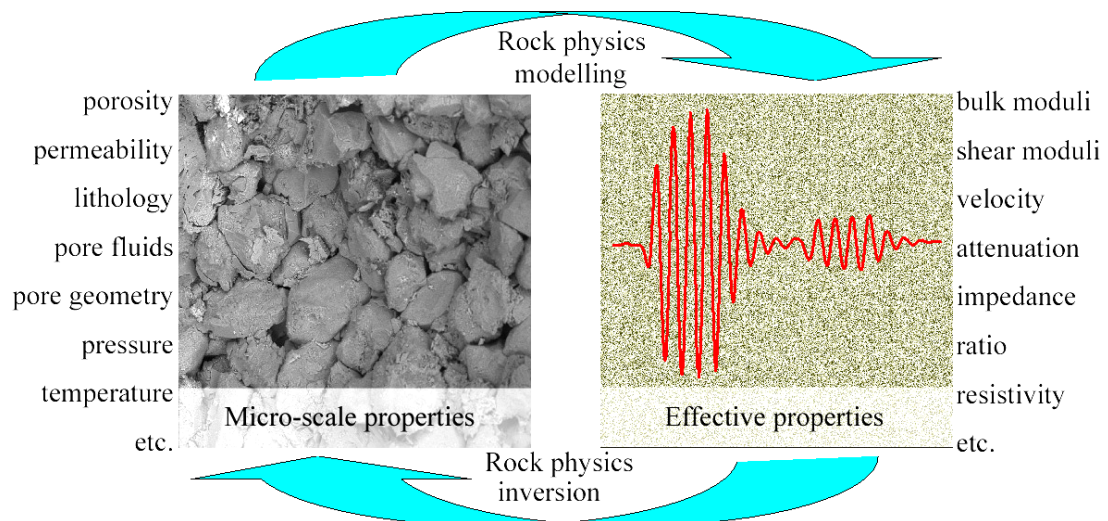 Rock physics
modelling
porosity
permeability
lithology
pore fluids
pore geometry
pressure
temperature
etc.
Micro-scale properties
bulk moduli
shear moduli
velocity
attenuation
impedance
ratio
resistivity
etc.
Effective properties
Rock physics
inversion